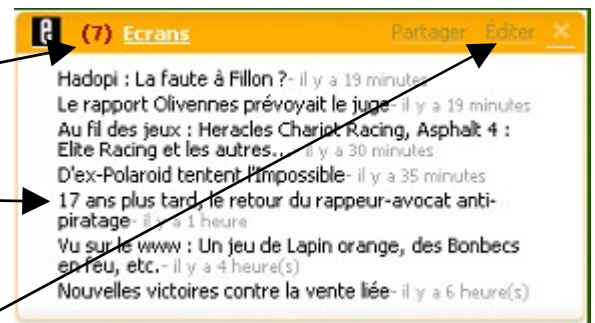 e (7) Ecrans Partager Éditer ×
Hadopi : La faute à Fillon ?- il y a 19 minutes
Le rapport Olivennes prévoyait le juge- il y a 19 minutes
Au fil des jeux : Heracles Chariot Racing, Asphalt 4 :
Elite Racing et les autres...- il y a 30 minutes
D'ex-Polaroid tentent l'Impossible- il y a 35 minutes
17 ans plus tard, le retour du rappeur-avocat anti-
piratage- il y a 1 heure
Vu sur le www : Un jeu de Lapin orange, des Bonbecs
en feu, etc.- il y a 4 heure(s)
Nouvelles victoires contre la vente liée- il y a 6 heure(s)